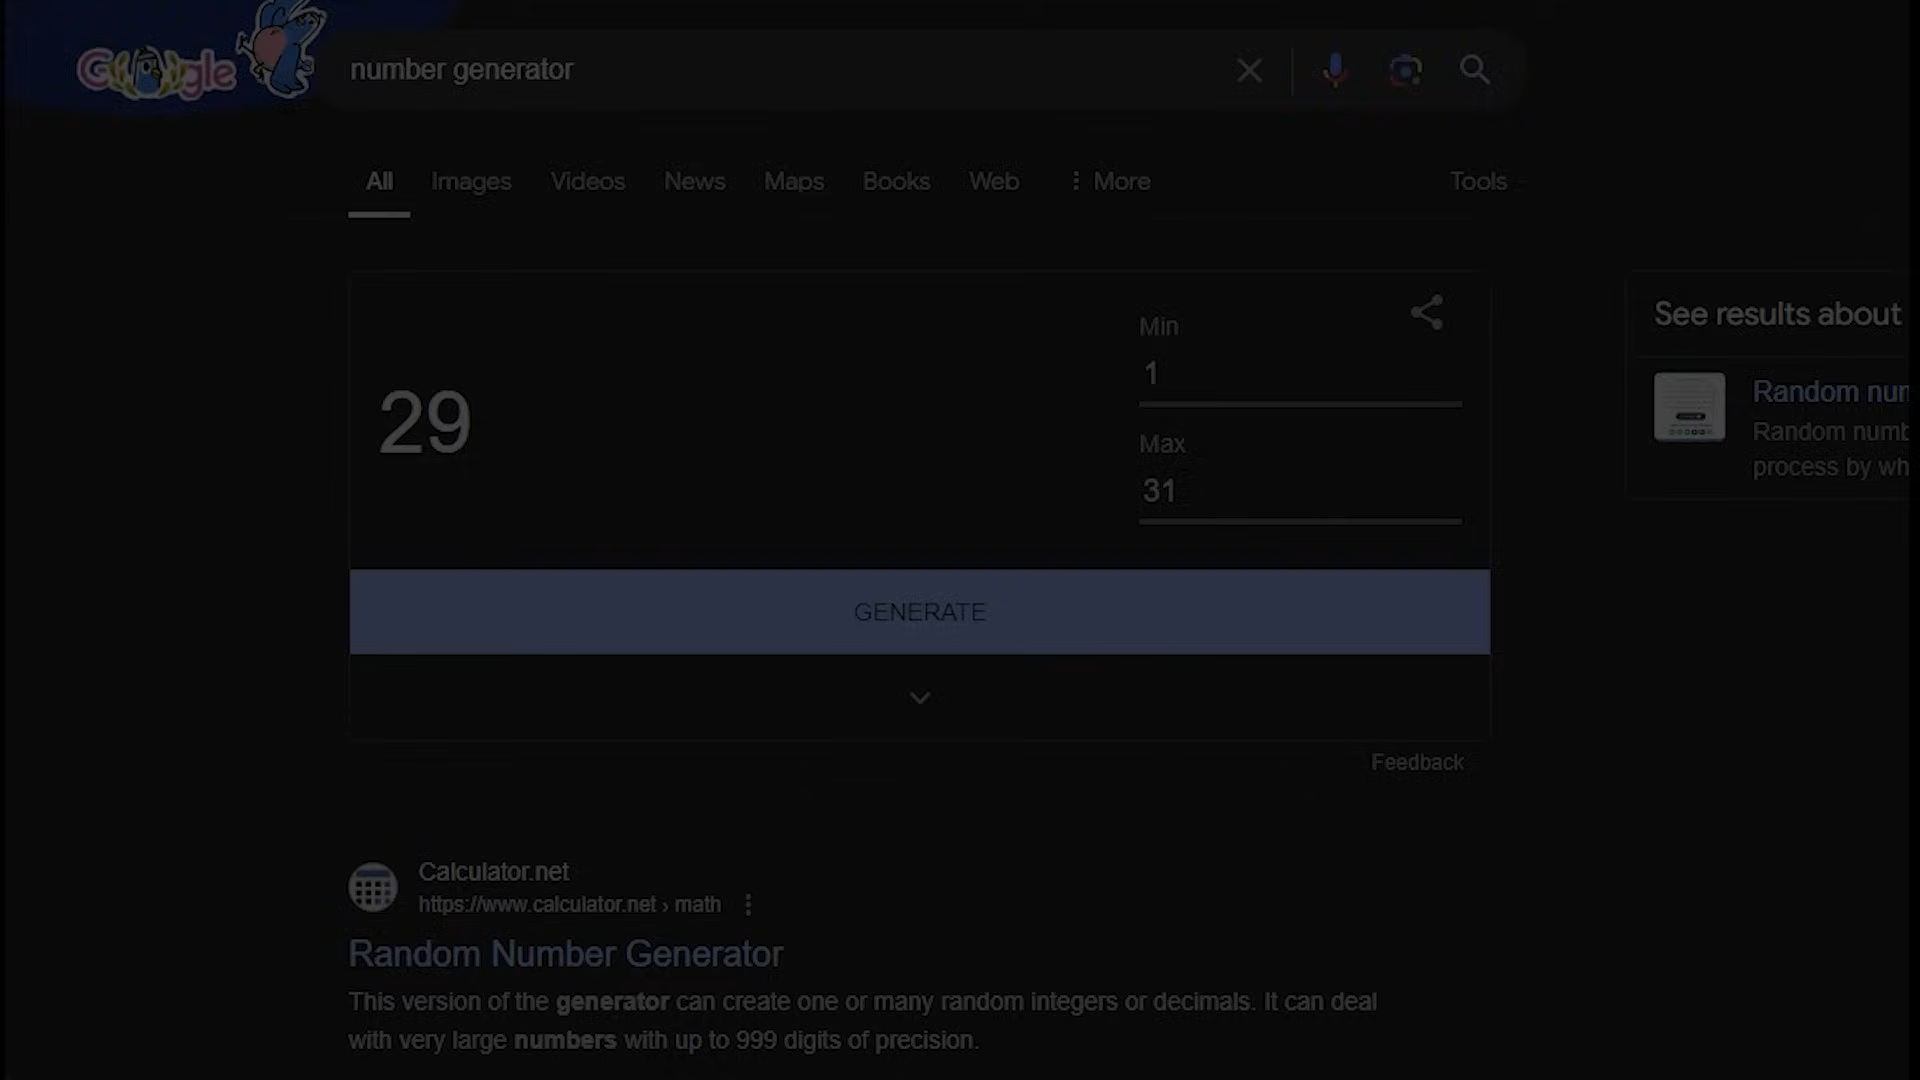 Google
number generator
All Images Videos News Maps Books Web More Tools
Min
1
29
Max
31
GENERATE
Feedback
See results about
Random
Random
process by
Calculator.net
https://www.calculator.net › math
Random Number Generator
This version of the generator can create one or many random integers or decimals. It can deal
with very large numbers with up to 999 digits of precision.